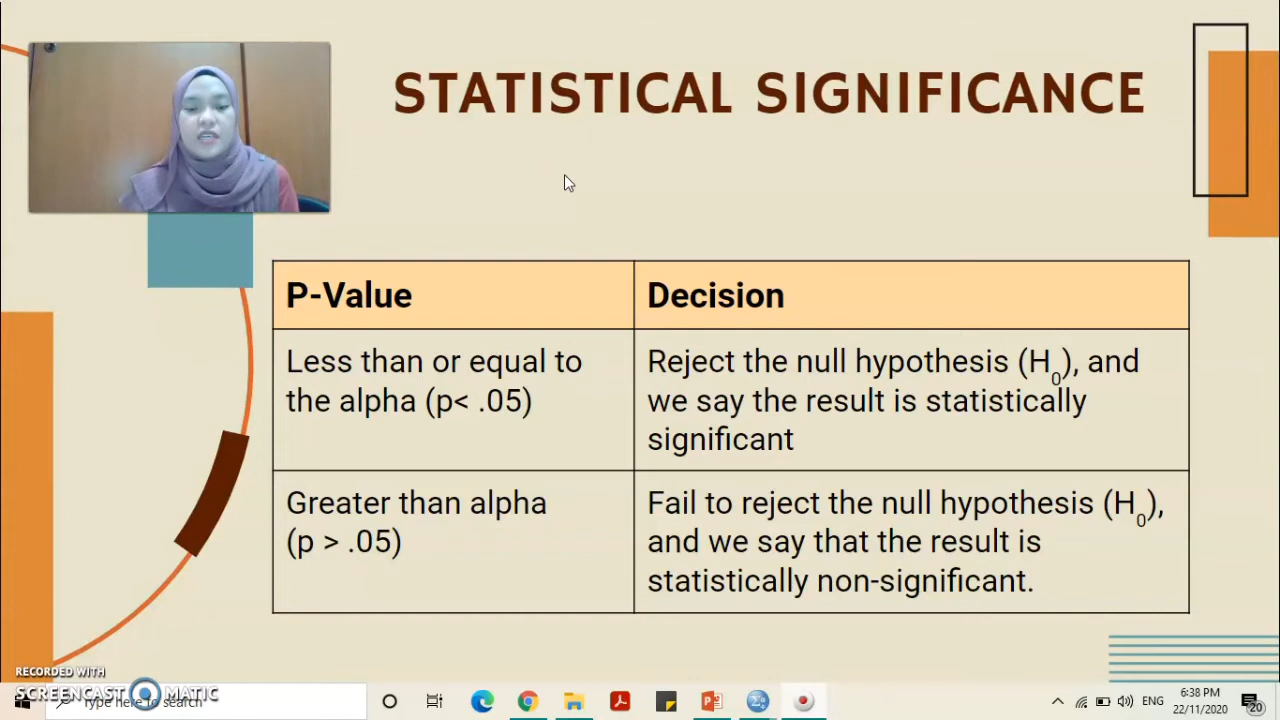 STATISTICAL SIGNIFICANCE
P-Value
Decision
Less than or equal to
the alpha (p< .05)
Reject the null hypothesis (H0), and
we say the result is statistically
significant
Greater than alpha
(p > .05)
Fail to reject the null hypothesis (H0),
and we say that the result is
statistically non-significant.
RECORDED WITH
SCREENCAST MATIC
Type here to search
ENG
6:38 PM
22/11/2020
20